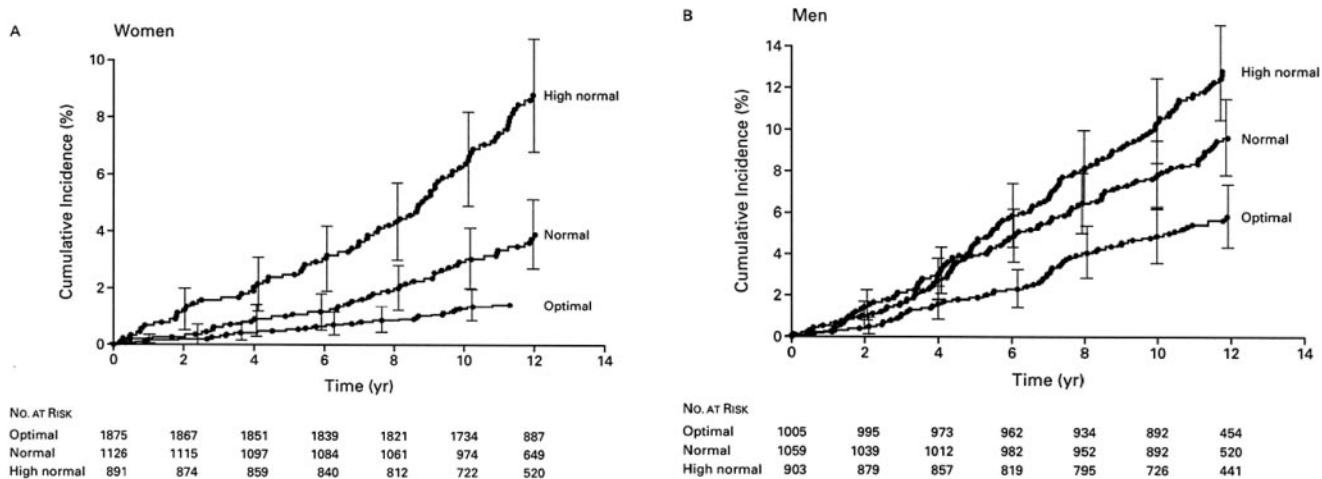 A
Women
10
8
6
4
2
0
Cumulative Incidence (%)
High normal
Normal
Optimal
0 2 4 6 8 10 12 14
Time (yr)
NO. AT RISK
Optimal 1875 1867 1851 1839 1821 1734 887
Normal 1126 1115 1097 1084 1061 974 649
High normal 891 874 859 840 812 722 520
B
Men
14
12
10
8
6
4
2
0
Cumulative Incidence (%)
High normal
Normal
Optimal
0 2 4 6 8 10 12 14
Time (yr)
NO. AT RISK
Optimal 1005 995 973 962 934 892 454
Normal 1059 1039 1012 982 952 892 520
High normal 903 879 857 819 795 726 441